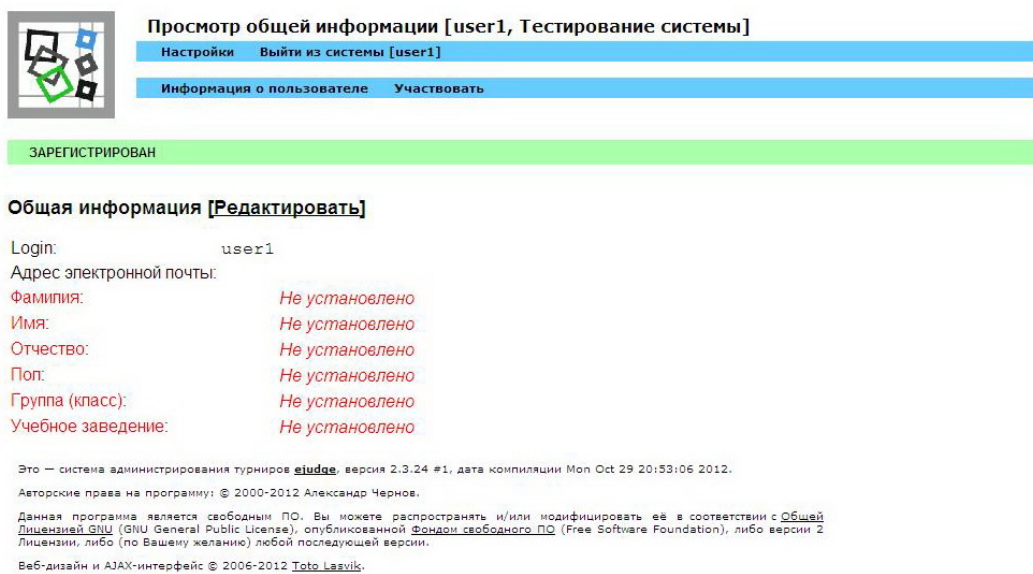 Просмотр общей информации [user1, Тестирование системы]
Настройки Выйти из системы [user1]
Информация о пользователе Участвовать
ЗАРЕГИСТРИРОВАН
Общая информация [Редактировать]
Login: user1
Адрес электронной почты:
Фамилия: Не установлено
Имя: Не установлено
Отчество: Не установлено
Пол: Не установлено
Группа (класс): Не установлено
Учебное заведение: Не установлено
Это — система администрирования турниров ejudge, версия 2.3.24 #1, дата компиляции Mon Oct 29 20:53:06 2012.
Авторские права на программу: © 2000-2012 Александр Чернов.
Данная программа является свободным ПО. Вы можете распространять и/или модифицировать её в соответствии с Общей
Лицензией GNU (GNU General Public License), опубликованной Фондом свободного ПО (Free Software Foundation), либо версии 2
Лицензии, либо (по Вашему желанию) любой последующей версии.
Веб-дизайн и AJAX-интерфейс © 2006-2012 Toto Lasvik.